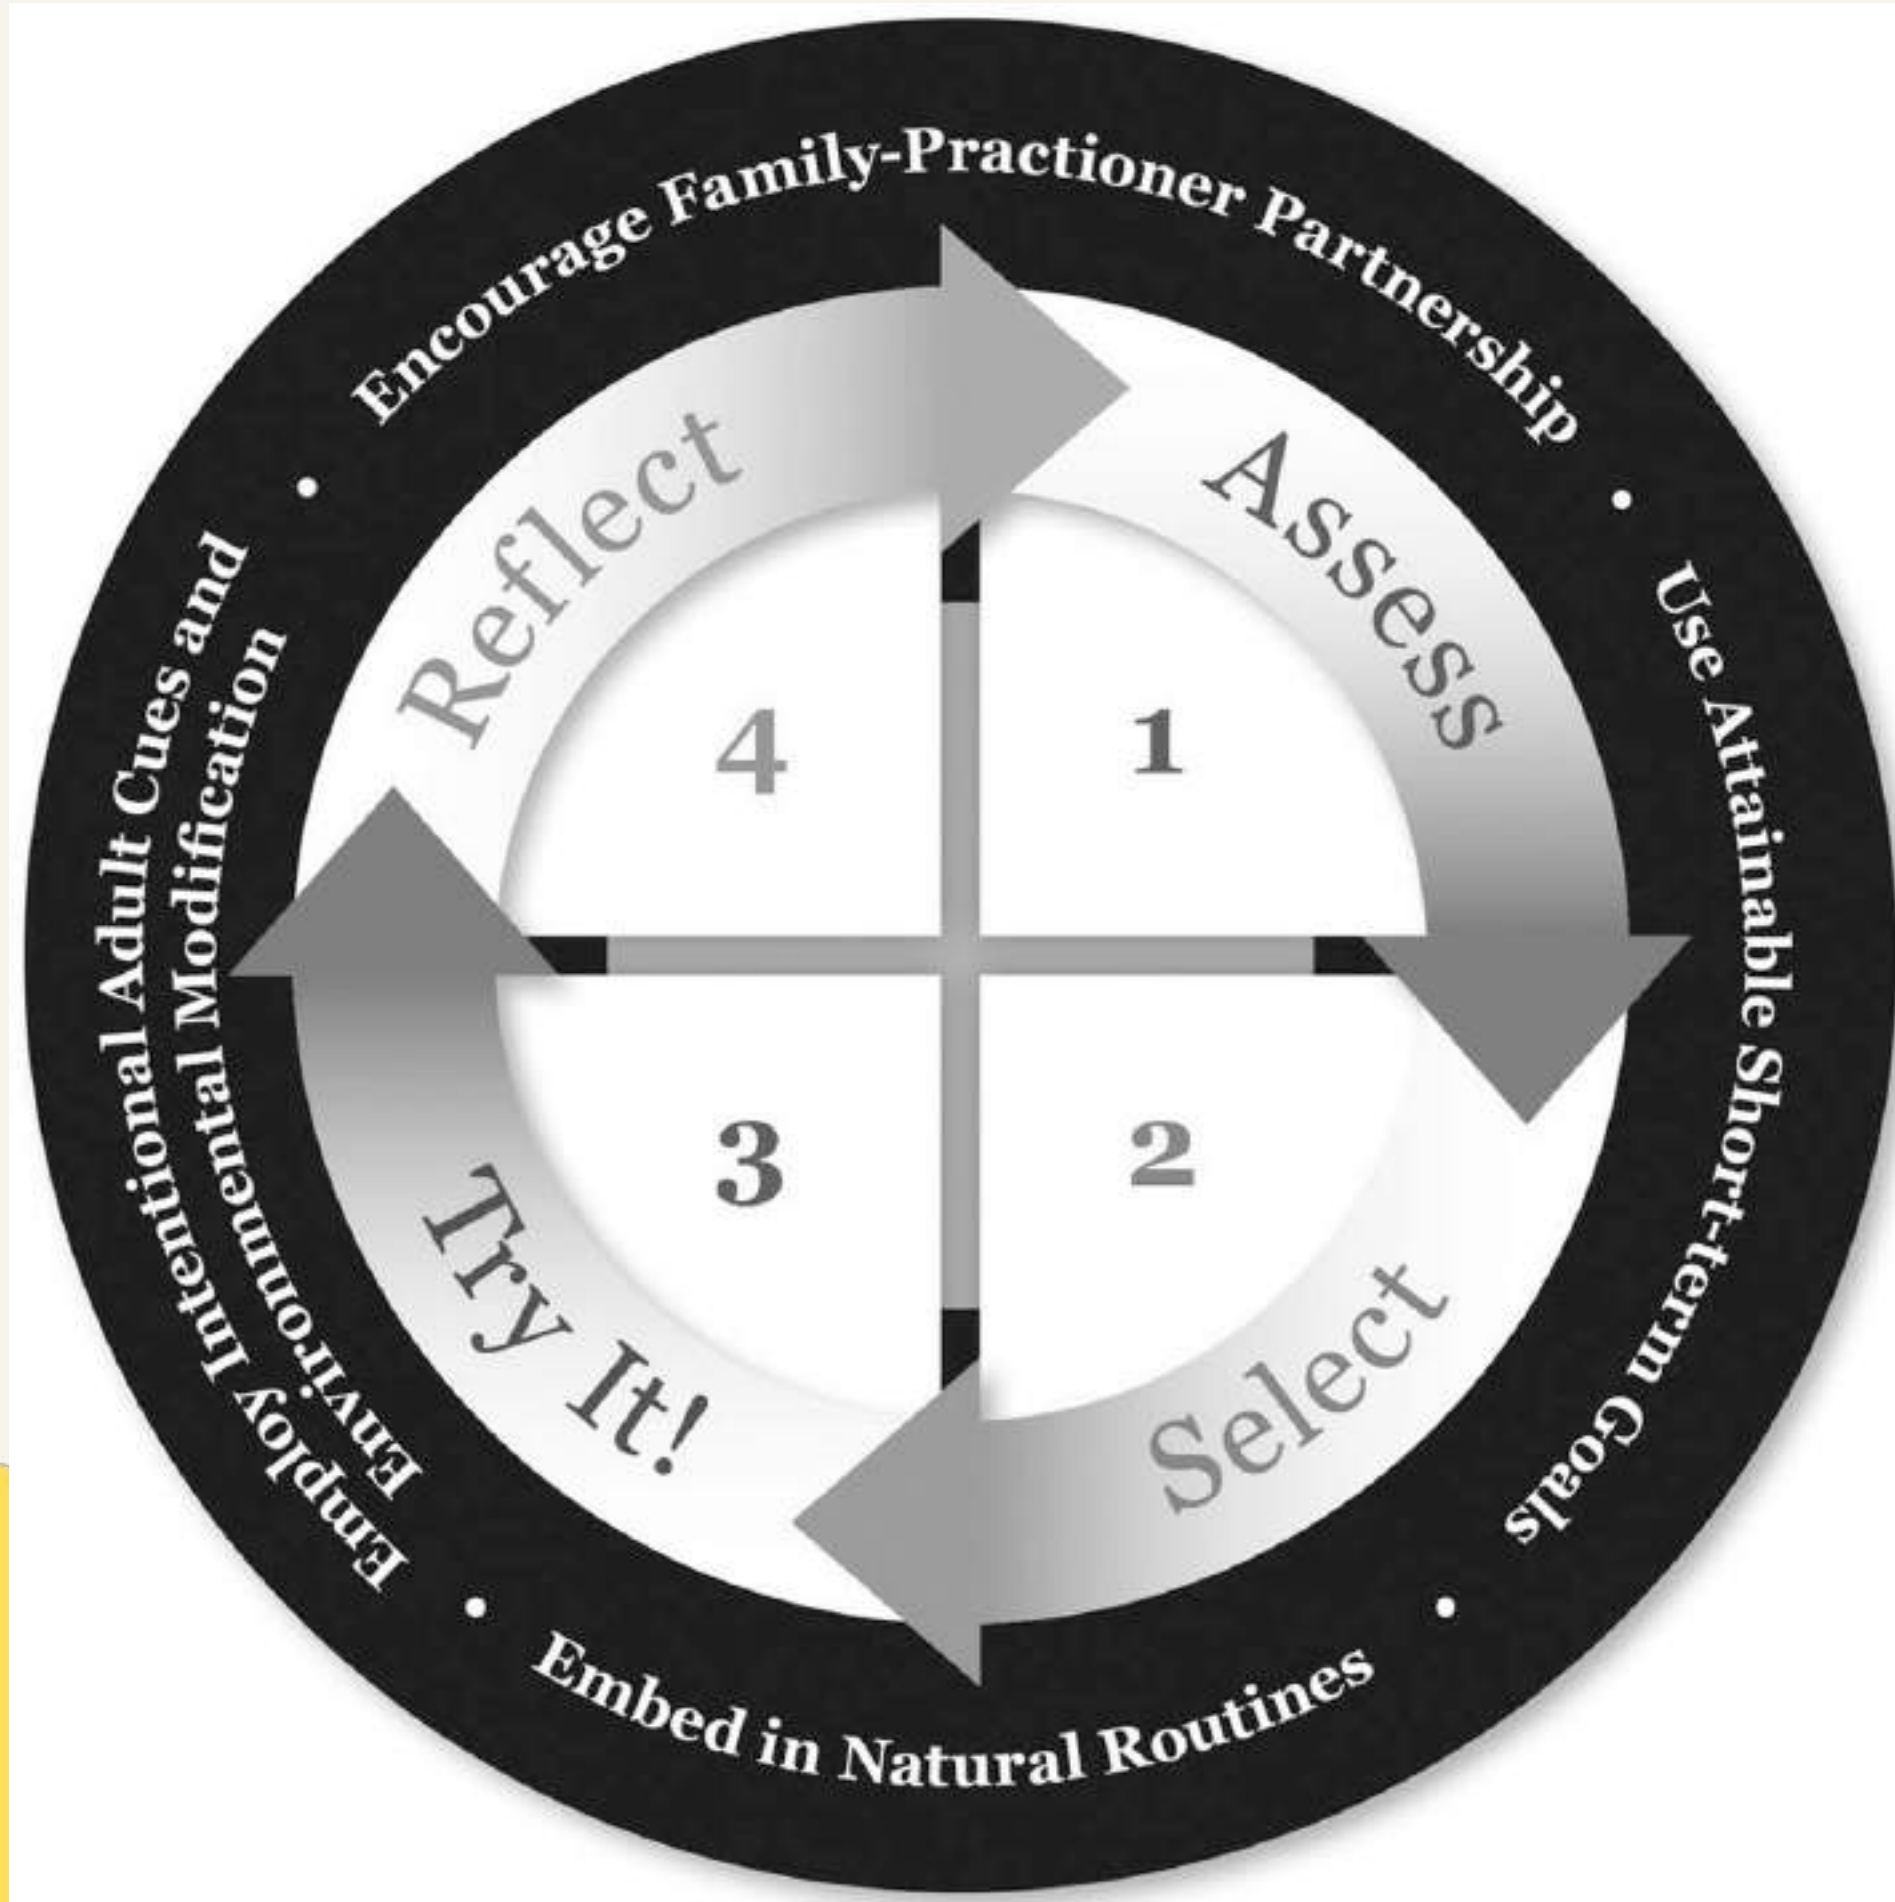 Encourage Family-Practioner Partnership
•
Use Attainable Short-term Goals
•
Embed in Natural Routines
•
Employ Intentional Adult Cues and
Environmental Modification
•
Assess
1
Select
2
Try It!
3
Reflect
4